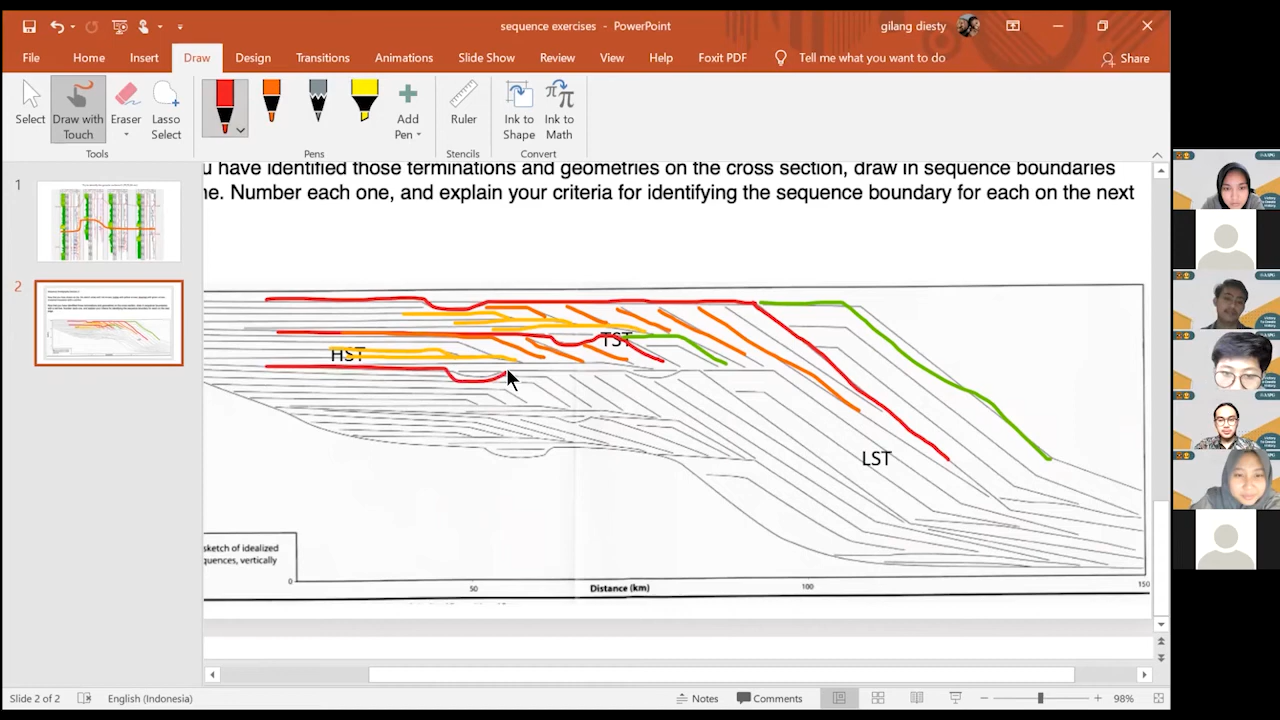 sequence exercises - PowerPoint
gilang diesty
File Home Insert Draw Design Transitions Animations Slide Show Review View Help Foxit PDF Tell me what you want to do Share
Select Draw with Touch Eraser Lasso Select Add Pen Ruler Ink to Shape Ink to Math
Tools Pens Stencils Convert
1
2
u have identified those terminations and geometries on the cross section, draw in sequence boundaries
ne. Number each one, and explain your criteria for identifying the sequence boundary for each on the next
TST
HST
LST
sketch of idealized
quences, vertically
0 50 Distance (km) 100 150
Slide 2 of 2 English (Indonesia) Notes Comments 98%